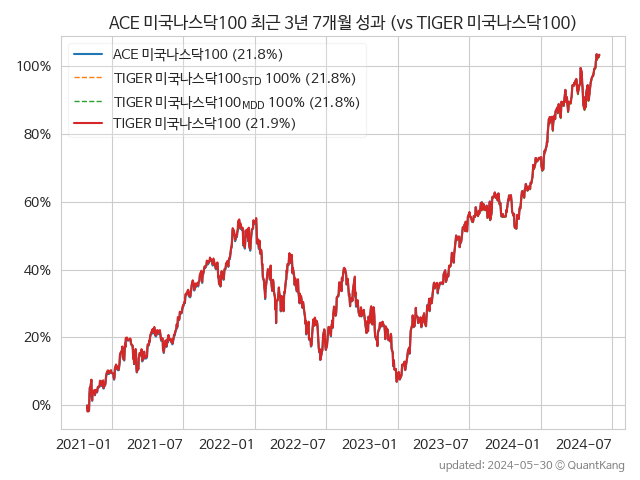 ACE 미국나스닥100 최근 3년 7개월 성과 (vs TIGER 미국나스닥100)
ACE 미국나스닥100 (21.8%)
TIGER 미국나스닥100STD 100% (21.8%)
TIGER 미국나스닥100MDD 100% (21.8%)
TIGER 미국나스닥100 (21.9%)
100%
80%
60%
40%
20%
0%
2021-01 2021-07 2022-01 2022-07 2023-01 2023-07 2024-01 2024-07
updated: 2024-05-30 © QuantKang